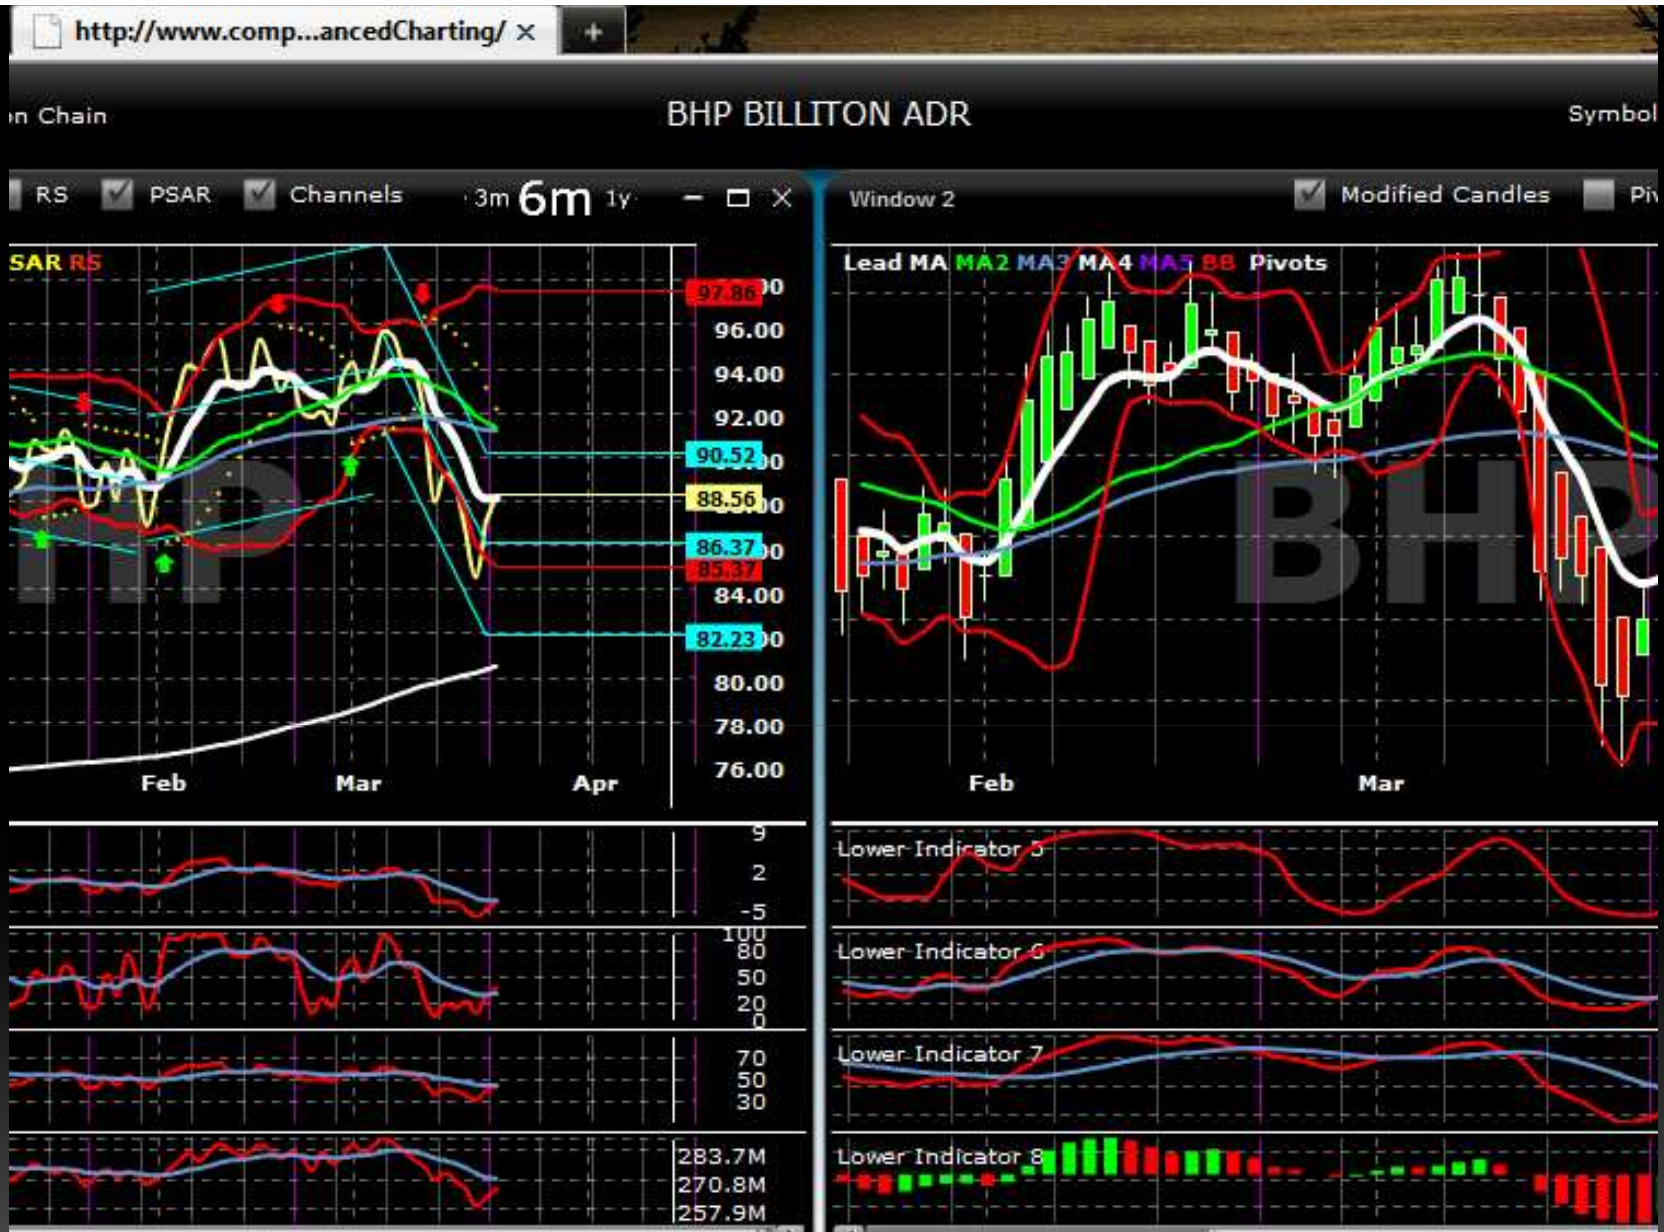 http://www.comp...ancedCharting/
on Chain
BHP BILLITON ADR
Symbol
RS PSAR Channels 3m 6m 1y
SAR RS
97.86
96.00
94.00
92.00
90.52
88.56
86.37
85.37
84.00
82.23
80.00
78.00
76.00
Feb Mar Apr
9
2
-5
100
80
50
20
0
70
50
30
283.7M
270.8M
257.9M
HP
Window 2 Modified Candles Piv
Lead MA MA2 MA3 MA4 MA5 BB Pivots
BHP
Feb Mar
Lower Indicator 5
Lower Indicator 6
Lower Indicator 7
Lower Indicator 8